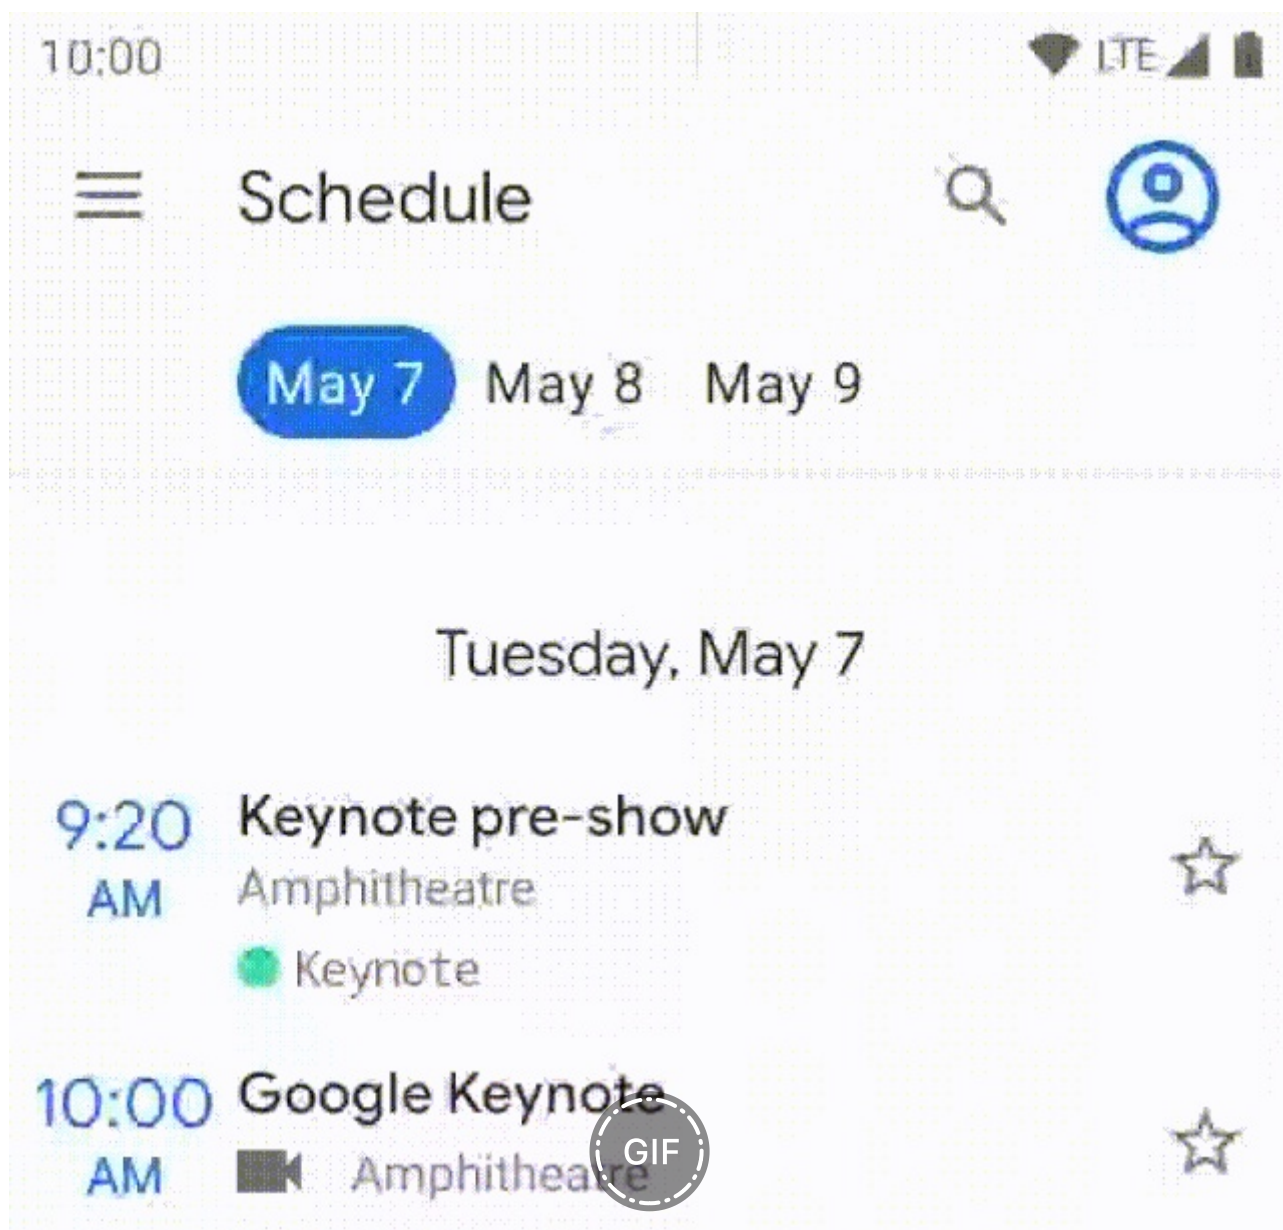 10:00 LTE
Schedule
May 7 May 8 May 9
Tuesday, May 7
9:20 AM
Keynote pre-show
Amphitheatre
Keynote
10:00 AM
Google Keynote
Amphitheatre
GIF